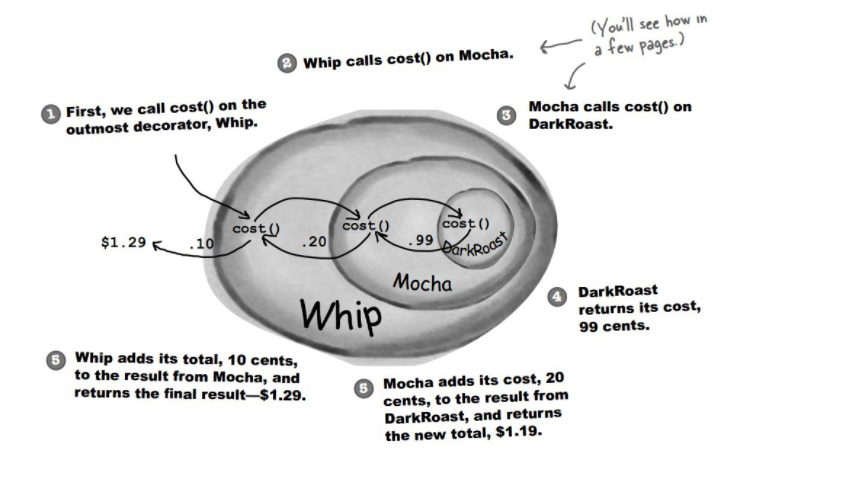 (You'll see how in
a few pages.)
2 Whip calls cost() on Mocha.
1 First, we call cost() on the
outmost decorator, Whip.
3 Mocha calls cost() on
DarkRoast.
cost()
cost()
cost()
$1.29
.10
.20
.99
DarkRoast
Mocha
Whip
4 DarkRoast
returns its cost,
99 cents.
5 Whip adds its total, 10 cents,
to the result from Mocha, and
returns the final result—$1.29.
5 Mocha adds its cost, 20
cents, to the result from
DarkRoast, and returns
the new total, $1.19.